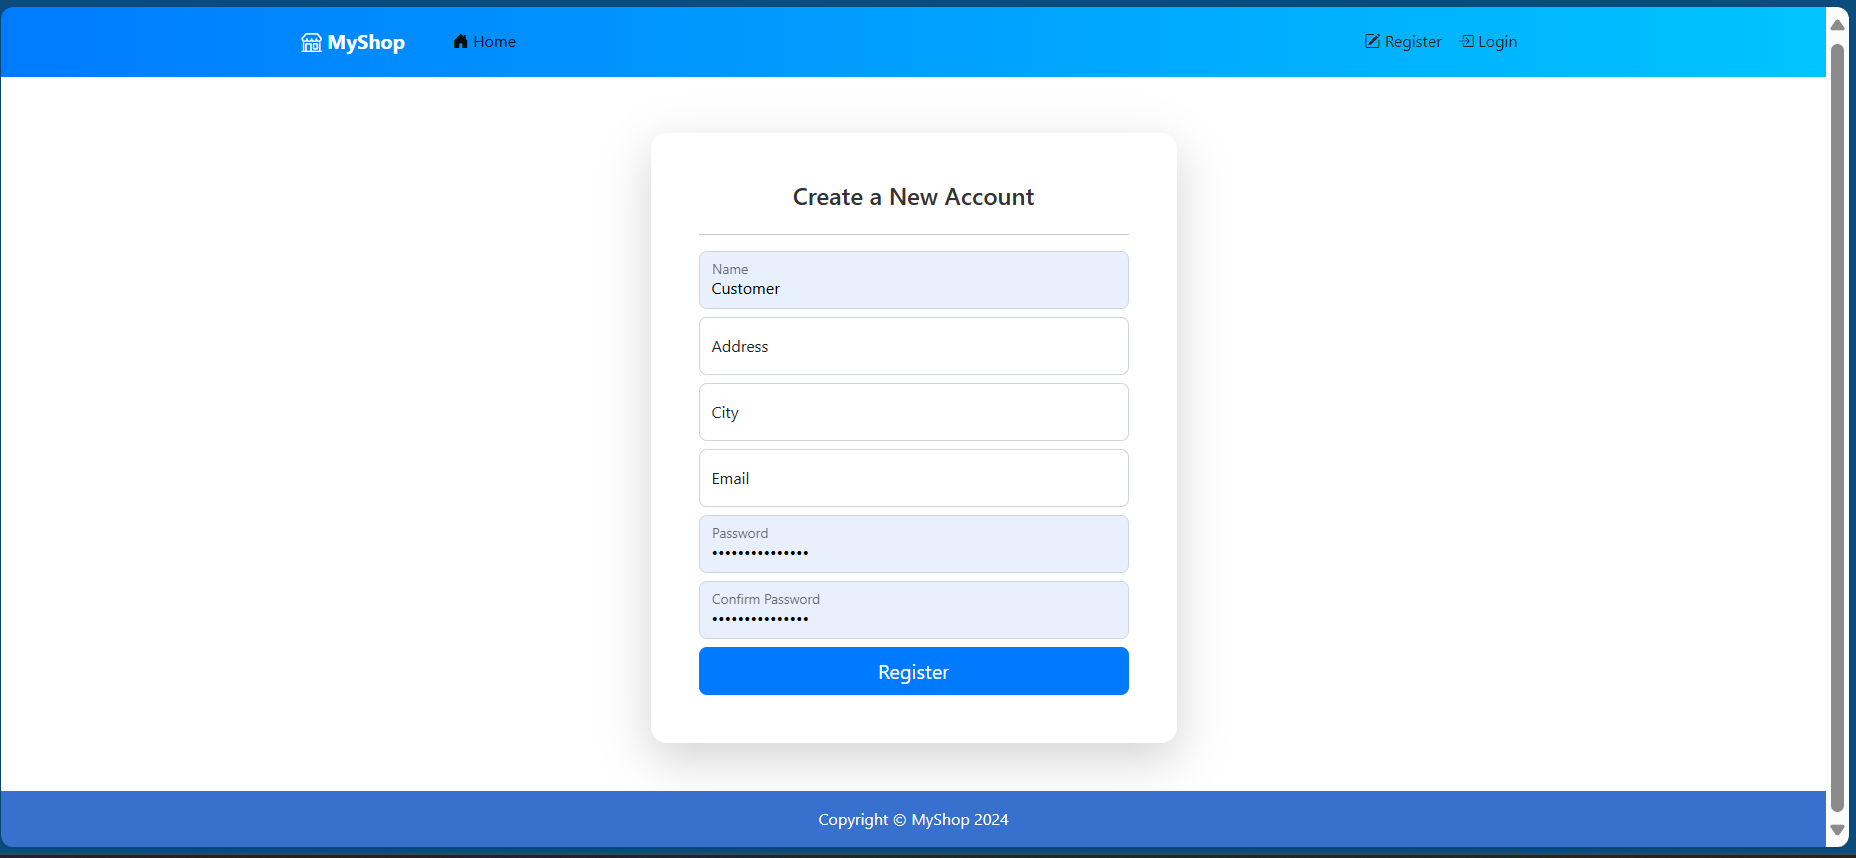 MyShop Home Register Login
Create a New Account
Name
Customer
Address
City
Email
Password
•••••••••••••••
Confirm Password
•••••••••••••••
Register
Copyright © MyShop 2024